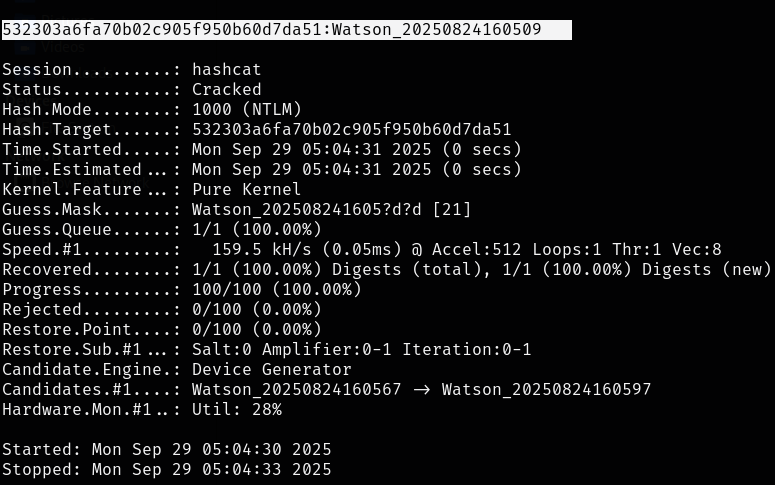 532303a6fa70b02c905f950b60d7da51:Watson_20250824160509
Session..........: hashcat
Status...........: Cracked
Hash.Mode........: 1000 (NTLM)
Hash.Target......: 532303a6fa70b02c905f950b60d7da51
Time.Started.....: Mon Sep 29 05:04:31 2025 (0 secs)
Time.Estimated...: Mon Sep 29 05:04:31 2025 (0 secs)
Kernel.Feature...: Pure Kernel
Guess.Mask.......: Watson_202508241605?d?d [21]
Guess.Queue......: 1/1 (100.00%)
Speed.#1.........:   159.5 kH/s (0.05ms) @ Accel:512 Loops:1 Thr:1 Vec:8
Recovered........: 1/1 (100.00%) Digests (total), 1/1 (100.00%) Digests (new)
Progress.........: 100/100 (100.00%)
Rejected.........: 0/100 (0.00%)
Restore.Point....: 0/100 (0.00%)
Restore.Sub.#1...: Salt:0 Amplifier:0-1 Iteration:0-1
Candidate.Engine.: Device Generator
Candidates.#1....: Watson_20250824160567 -> Watson_20250824160597
Hardware.Mon.#1..: Util: 28%
Started: Mon Sep 29 05:04:30 2025
Stopped: Mon Sep 29 05:04:33 2025